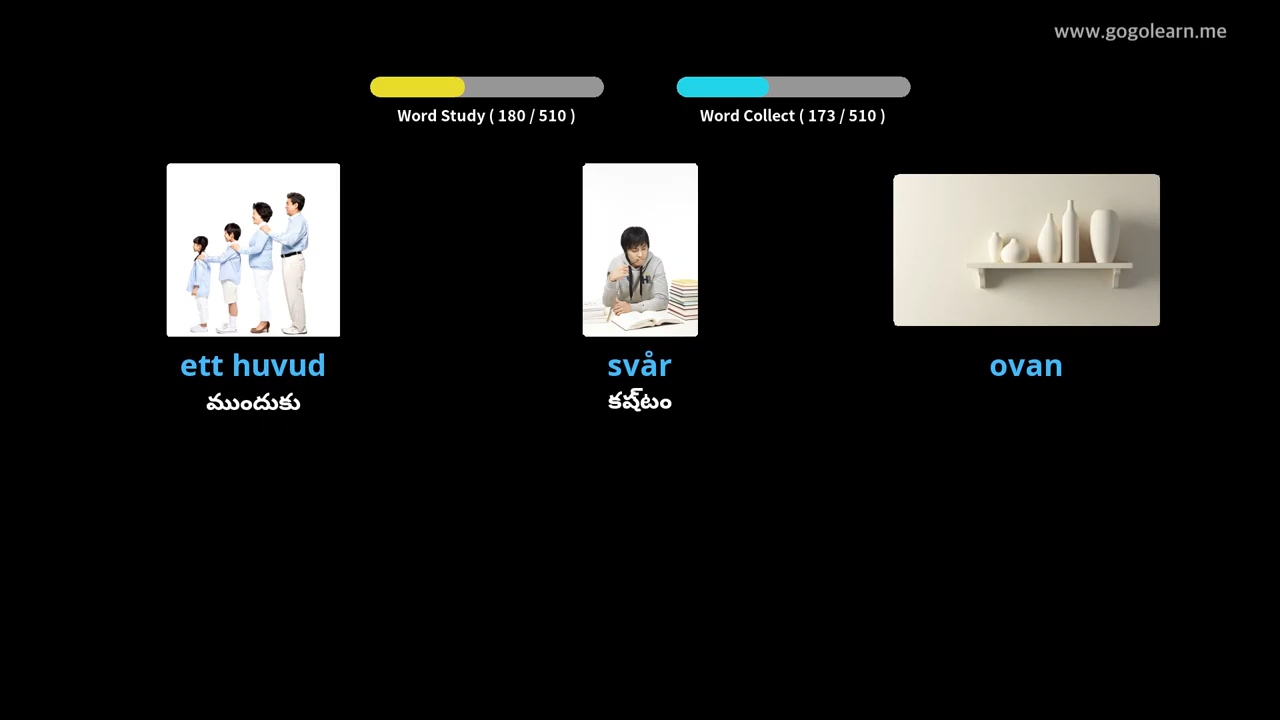 www.gogolearn.me
Word Study ( 180 / 510 )
Word Collect ( 173 / 510 )
ett huvud
svår
ovan
ముందుకు
కష్టం